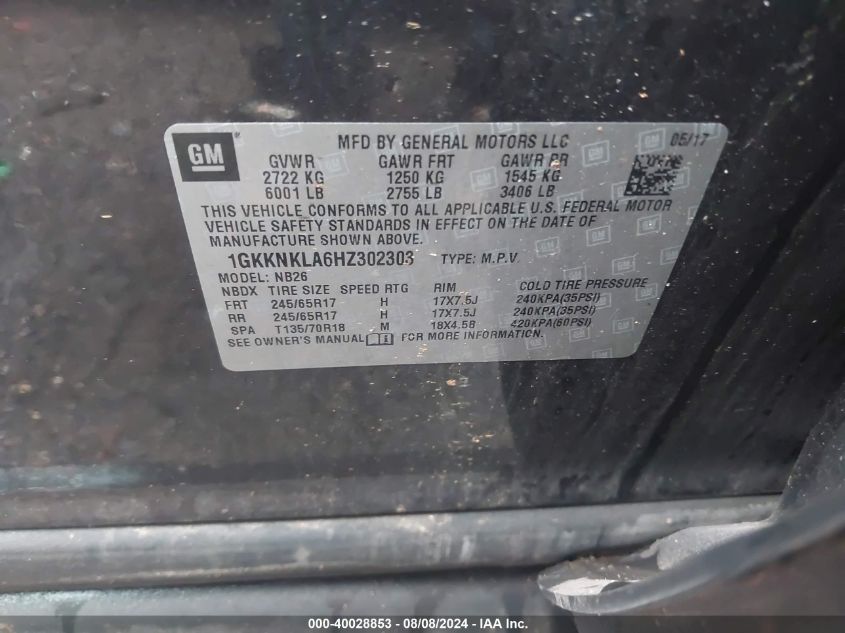 GM MFD BY GENERAL MOTORS LLC 05/17
GVWR GAWR FRT GAWR RR
2722 KG 1250 KG 1545 KG
6001 LB 2755 LB 3406 LB
THIS VEHICLE CONFORMS TO ALL APPLICABLE U.S. FEDERAL MOTOR
VEHICLE SAFETY STANDARDS IN EFFECT ON THE DATE OF
MANUFACTURE SHOWN ABOVE.
1GKKNKLA6HZ302303 TYPE: M.P.V
MODEL: NB26
NBDX TIRE SIZE SPEED RTG RIM COLD TIRE PRESSURE
FRT 245/65R17 H 17X7.5J 240KPA(35PSI)
RR 245/65R17 H 17X7.5J 240KPA(35PSI)
SPA T135/70R18 M 18X4.5B 420KPA(60PSI)
SEE OWNER'S MANUAL FOR MORE INFORMATION.
000-40028853 - 08/08/2024 - IAA Inc.